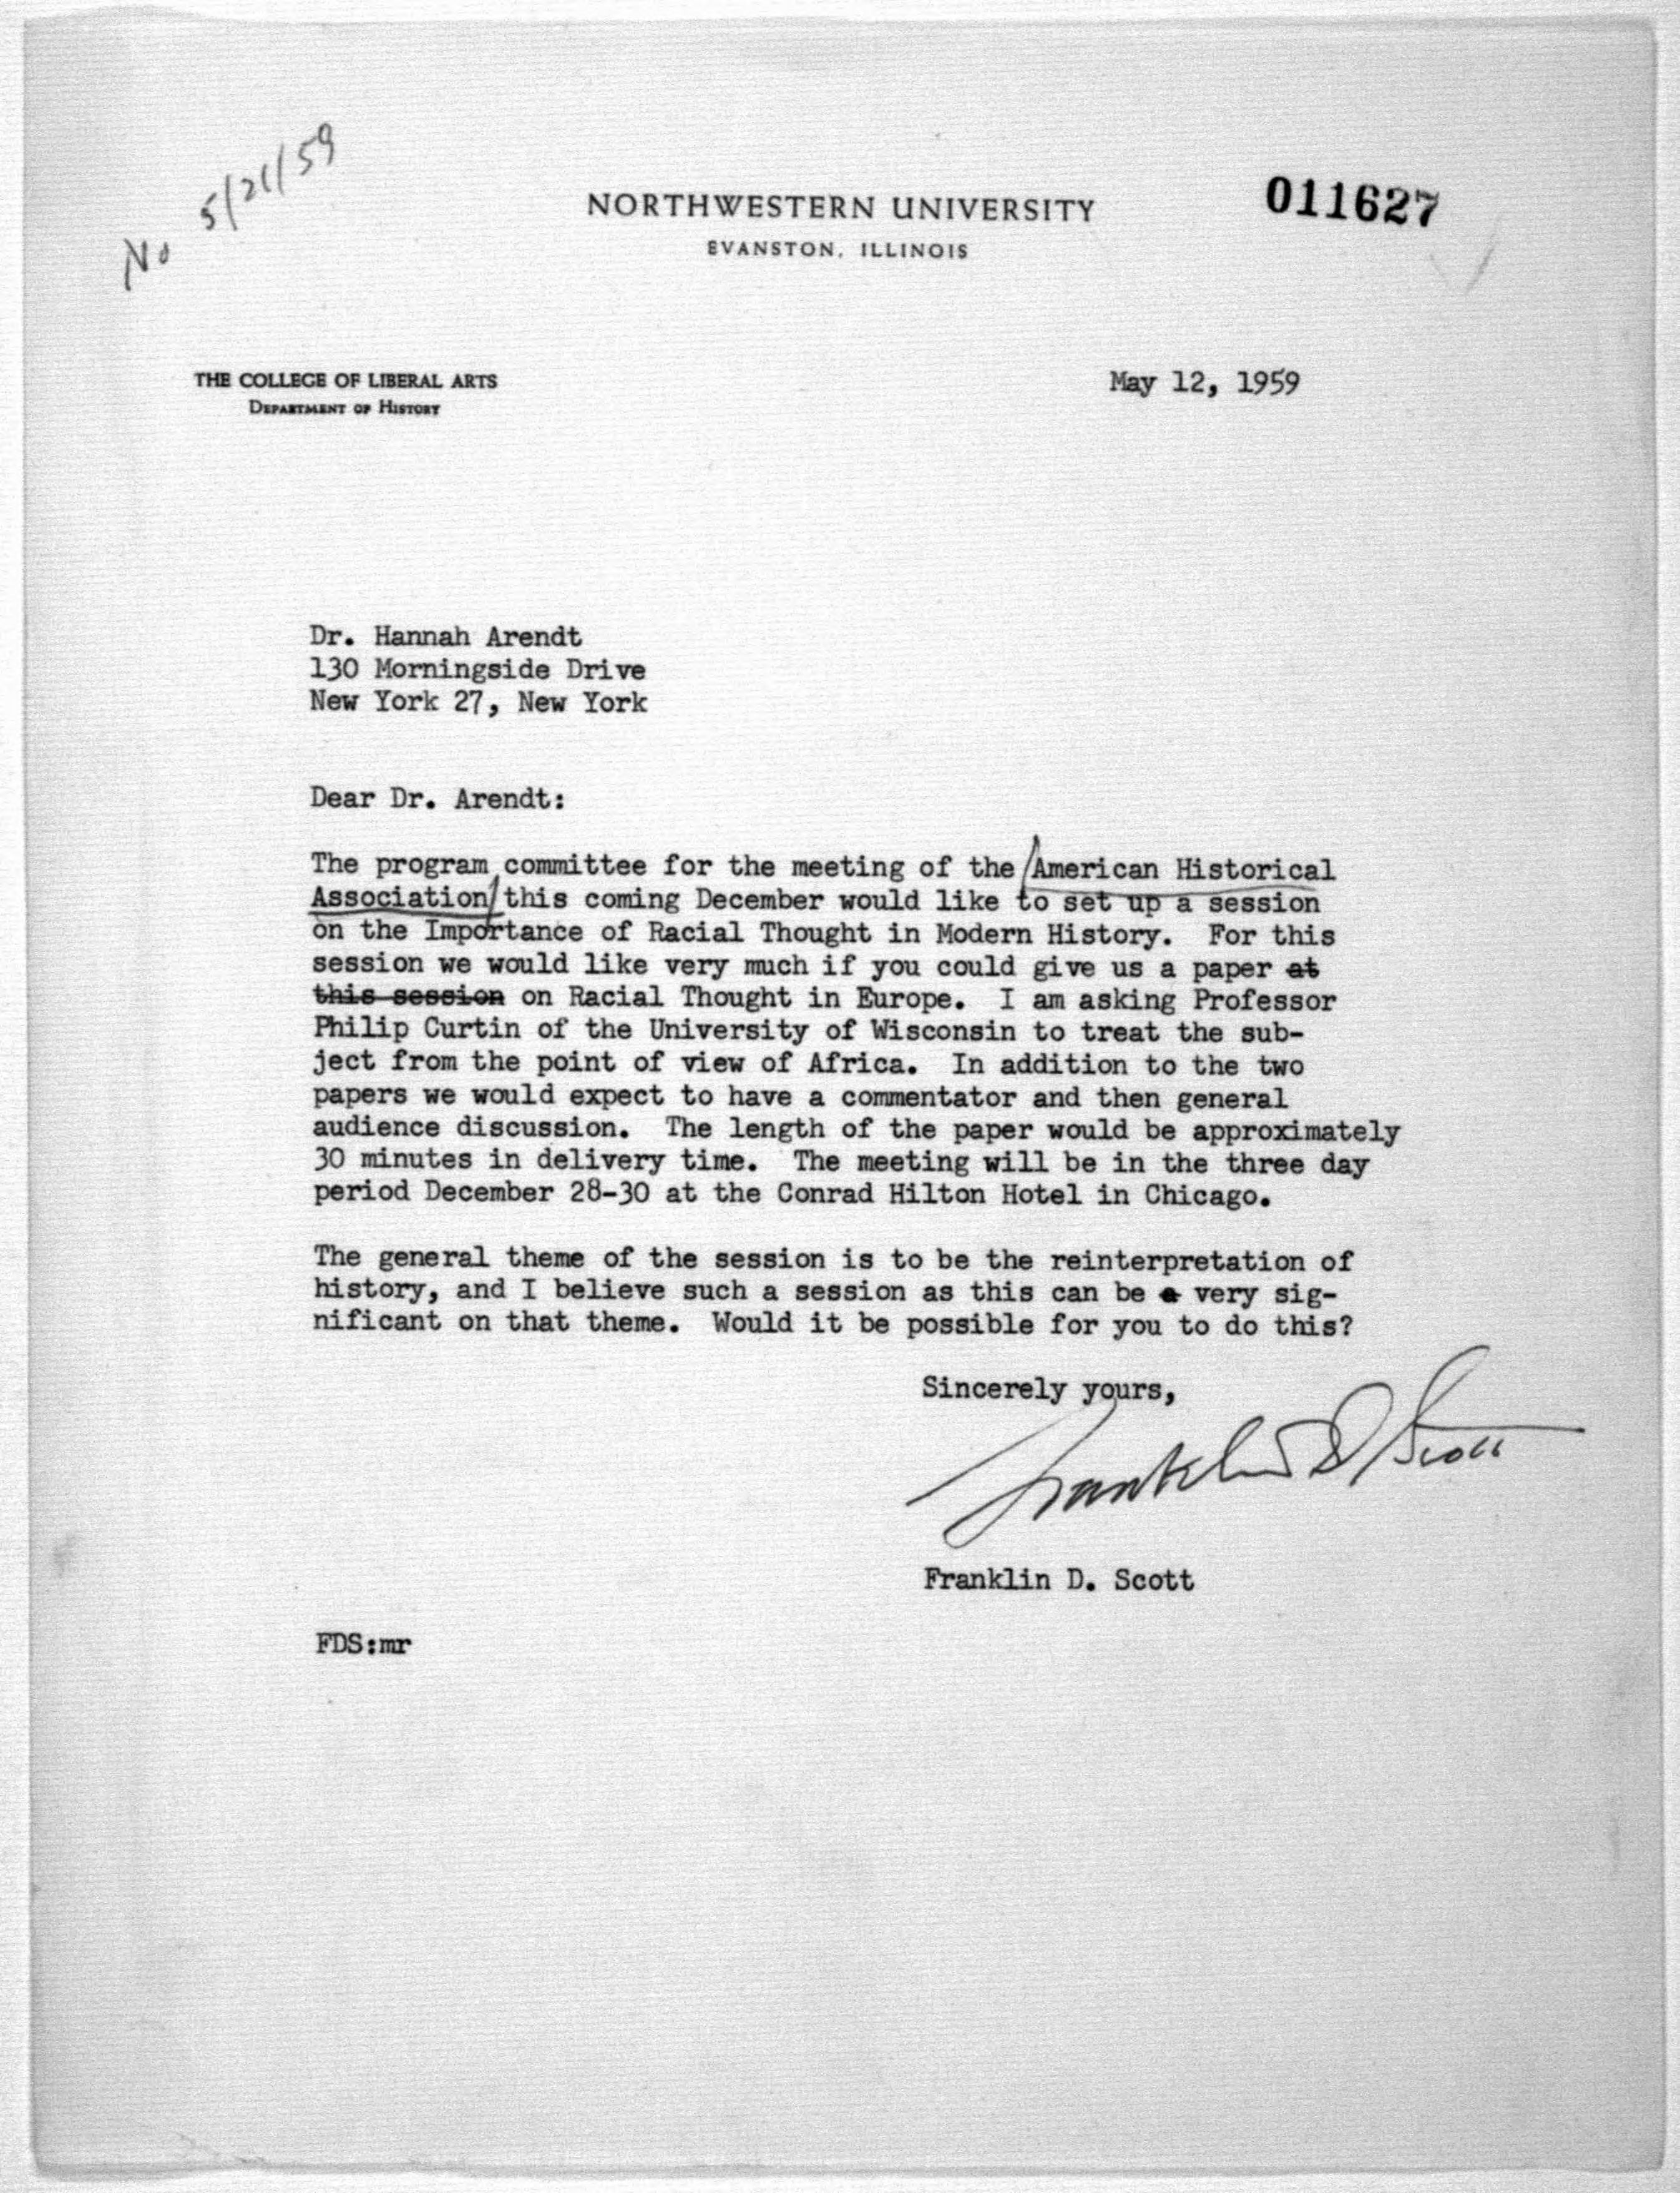 No 5/21/59
NORTHWESTERN UNIVERSITY
EVANSTON, ILLINOIS
011627
THE COLLEGE OF LIBERAL ARTS
DEPARTMENT OF HISTORY
May 12, 1959
Dr. Hannah Arendt
130 Morningside Drive
New York 27, New York
Dear Dr. Arendt:
The program committee for the meeting of the American Historical
Association this coming December would like to set up a session
on the Importance of Racial Thought in Modern History. For this
session we would like very much if you could give us a paper at
this session on Racial Thought in Europe. I am asking Professor
Philip Curtin of the University of Wisconsin to treat the sub-
ject from the point of view of Africa. In addition to the two
papers we would expect to have a commentator and then general
audience discussion. The length of the paper would be approximately
30 minutes in delivery time. The meeting will be in the three day
period December 28-30 at the Conrad Hilton Hotel in Chicago.
The general theme of the session is to be the reinterpretation of
history, and I believe such a session as this can be a very sig-
nificant on that theme. Would it be possible for you to do this?
Sincerely yours,
Franklin D Scott
Franklin D. Scott
FDS:mr